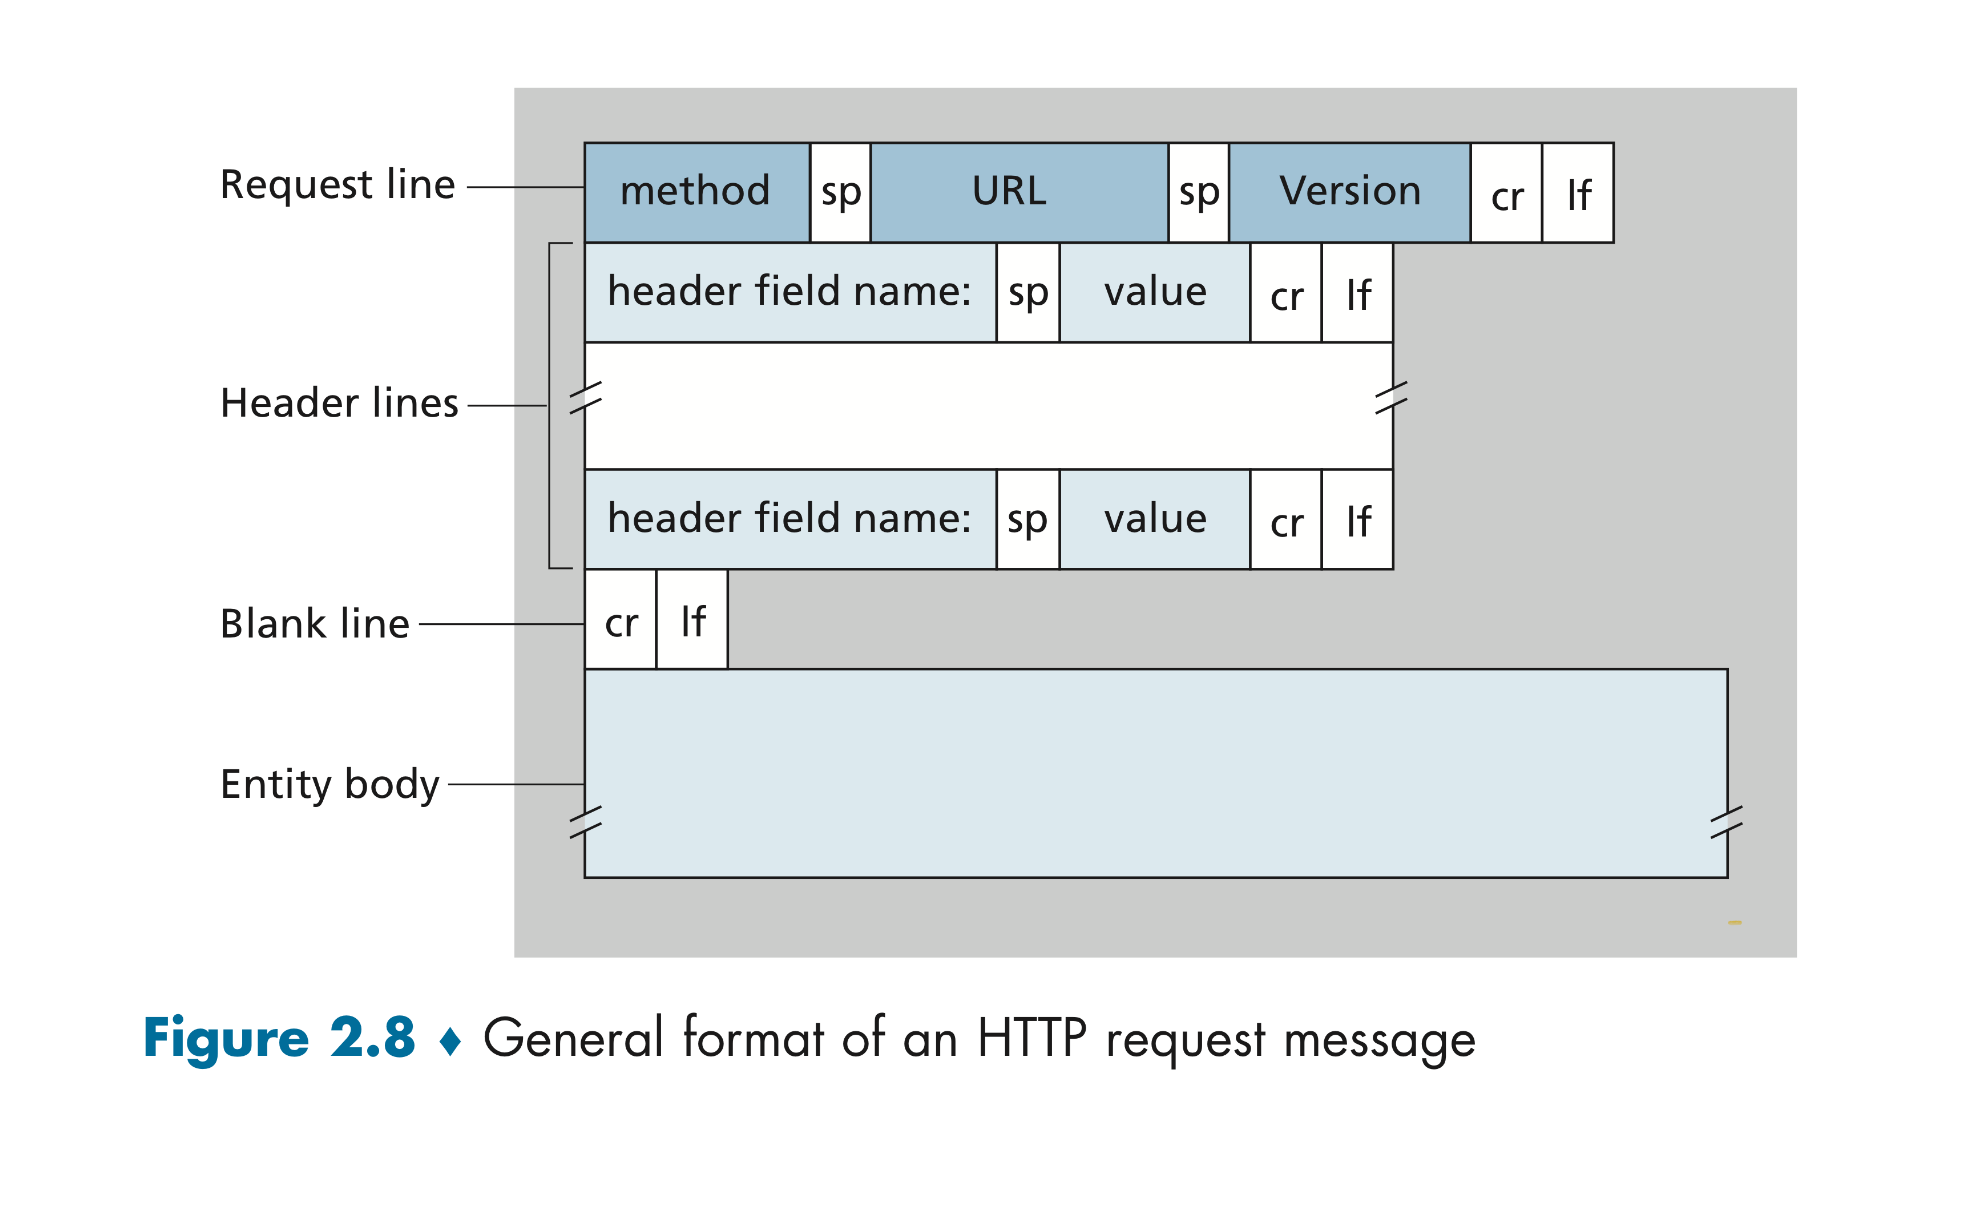 Request line method sp URL sp Version cr lf
header field name: sp value cr lf
Header lines
header field name: sp value cr lf
Blank line cr lf
Entity body
Figure 2.8 ♦ General format of an HTTP request message